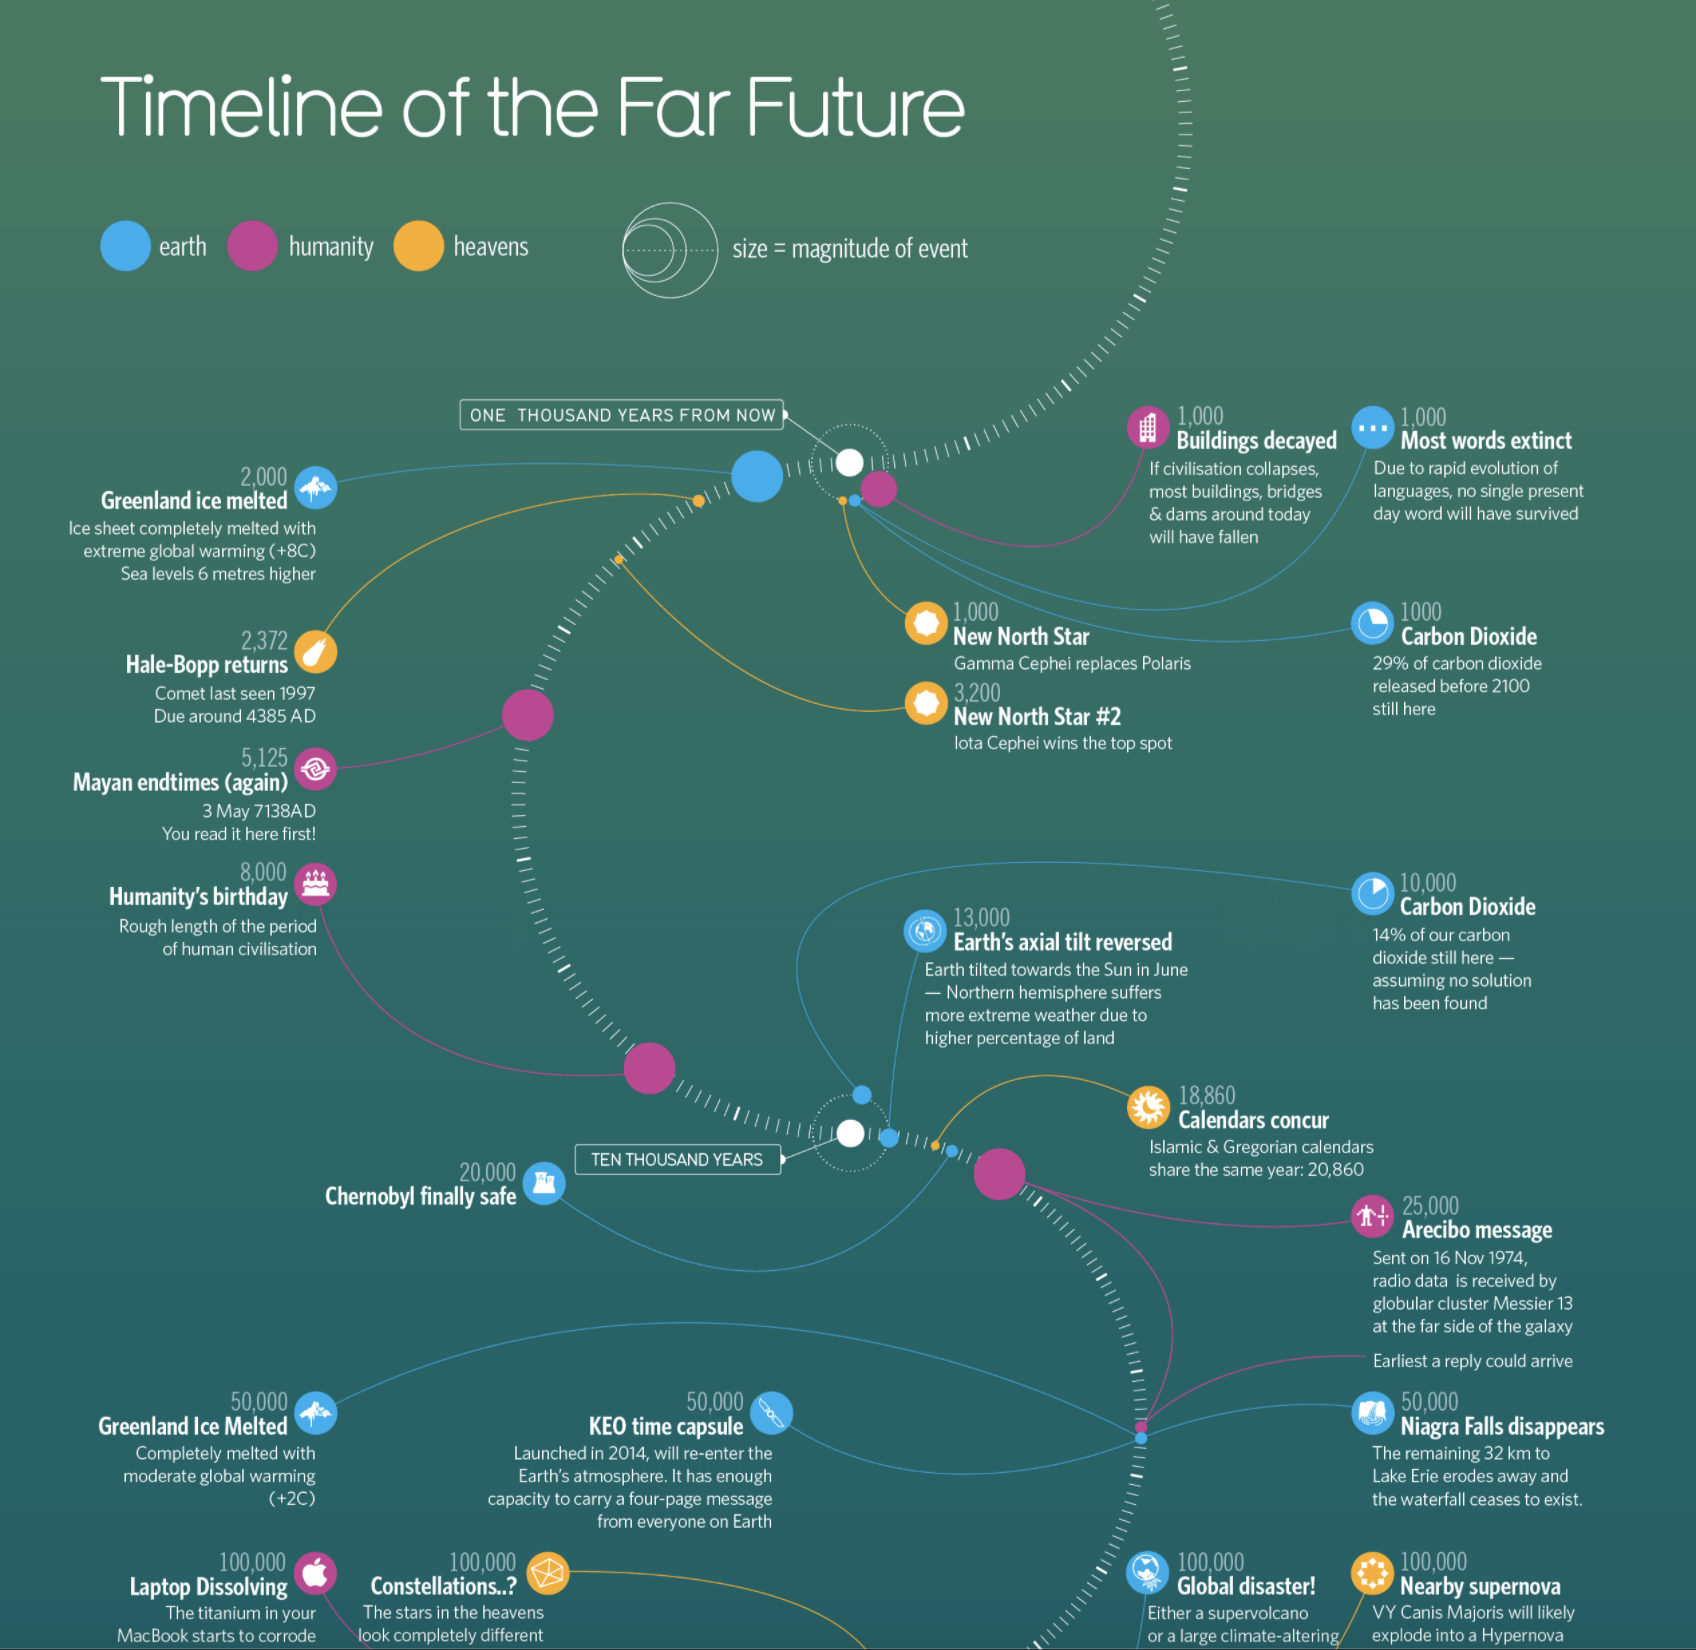 Timeline of the Far Future
earth
humanity
heavens
size = magnitude of event
ONE THOUSAND YEARS FROM NOW
1,000
Buildings decayed
If civilisation collapses,
most buildings, bridges
& dams around today
will have fallen
1,000
Most words extinct
Due to rapid evolution of
languages, no single present
day word will have survived
2,000
Greenland ice melted
Ice sheet completely melted with
extreme global warming (+8C)
Sea levels 6 metres higher
1,000
New North Star
Gamma Cephei replaces Polaris
1000
Carbon Dioxide
29% of carbon dioxide
released before 2100
still here
2,372
Hale-Bopp returns
Comet last seen 1997
Due around 4385 AD
3,200
New North Star #2
Iota Cephei wins the top spot
5,125
Mayan endtimes (again)
3 May 7138AD
You read it here first!
8,000
Humanity's birthday
Rough length of the period
of human civilisation
10,000
Carbon Dioxide
14% of our carbon
dioxide still here —
assuming no solution
has been found
13,000
Earth's axial tilt reversed
Earth tilted towards the Sun in June
— Northern hemisphere suffers
more extreme weather due to
higher percentage of land
18,860
Calendars concur
Islamic & Gregorian calendars
share the same year: 20,860
TEN THOUSAND YEARS
20,000
Chernobyl finally safe
25,000
Arecibo message
Sent on 16 Nov 1974,
radio data is received by
globular cluster Messier 13
at the far side of the galaxy
Earliest a reply could arrive
50,000
Greenland Ice Melted
Completely melted with
moderate global warming
(+2C)
50,000
KEO time capsule
Launched in 2014, will re-enter the
Earth's atmosphere. It has enough
capacity to carry a four-page message
from everyone on Earth
50,000
Niagra Falls disappears
The remaining 32 km to
Lake Erie erodes away and
the waterfall ceases to exist.
100,000
Laptop Dissolving
The titanium in your
MacBook starts to corrode
100,000
Constellations..?
The stars in the heavens
look completely different
100,000
Global disaster!
Either a supervolcano
or a large climate-altering
100,000
Nearby supernova
VY Canis Majoris will likely
explode into a Hypernova